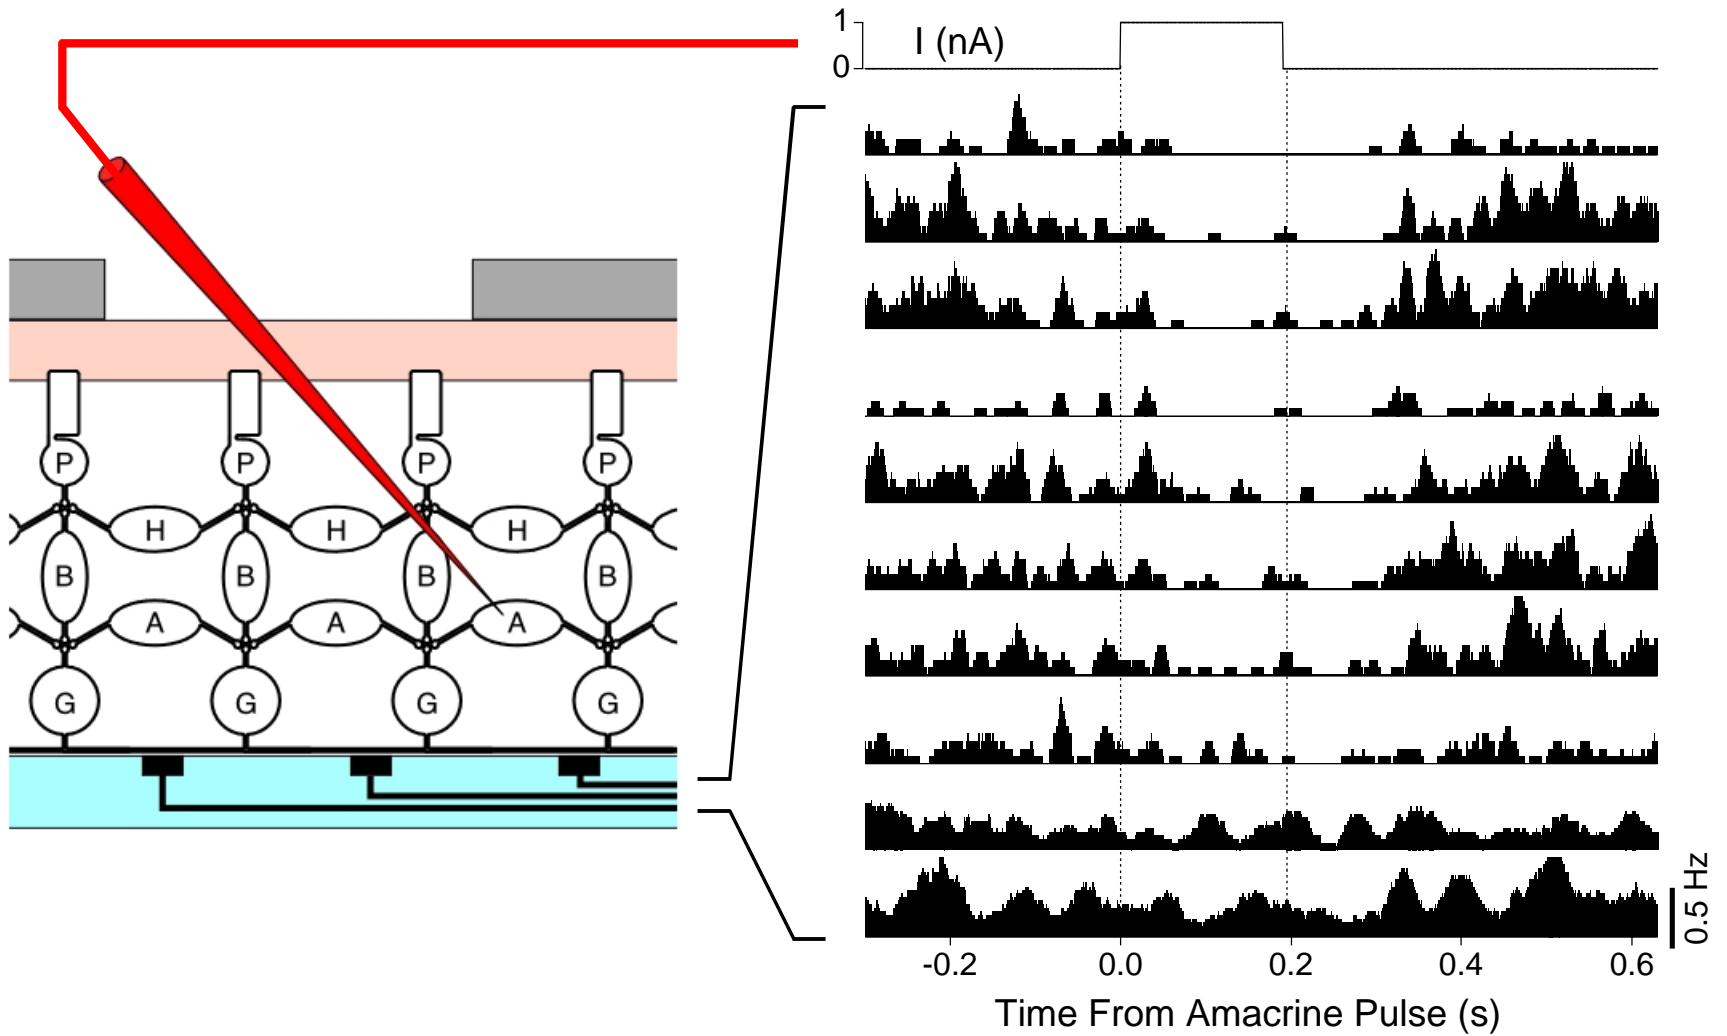 1
I (nA)
0
P P P P
H H H
B B B B
A A A
G G G G
0.5 Hz
-0.2 0.0 0.2 0.4 0.6
Time From Amacrine Pulse (s)